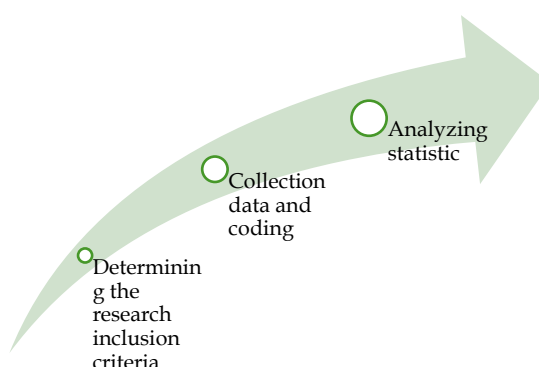 Analyzing
statistic
Collection
data and
coding
Determinin
g the
research
inclusion
criteria